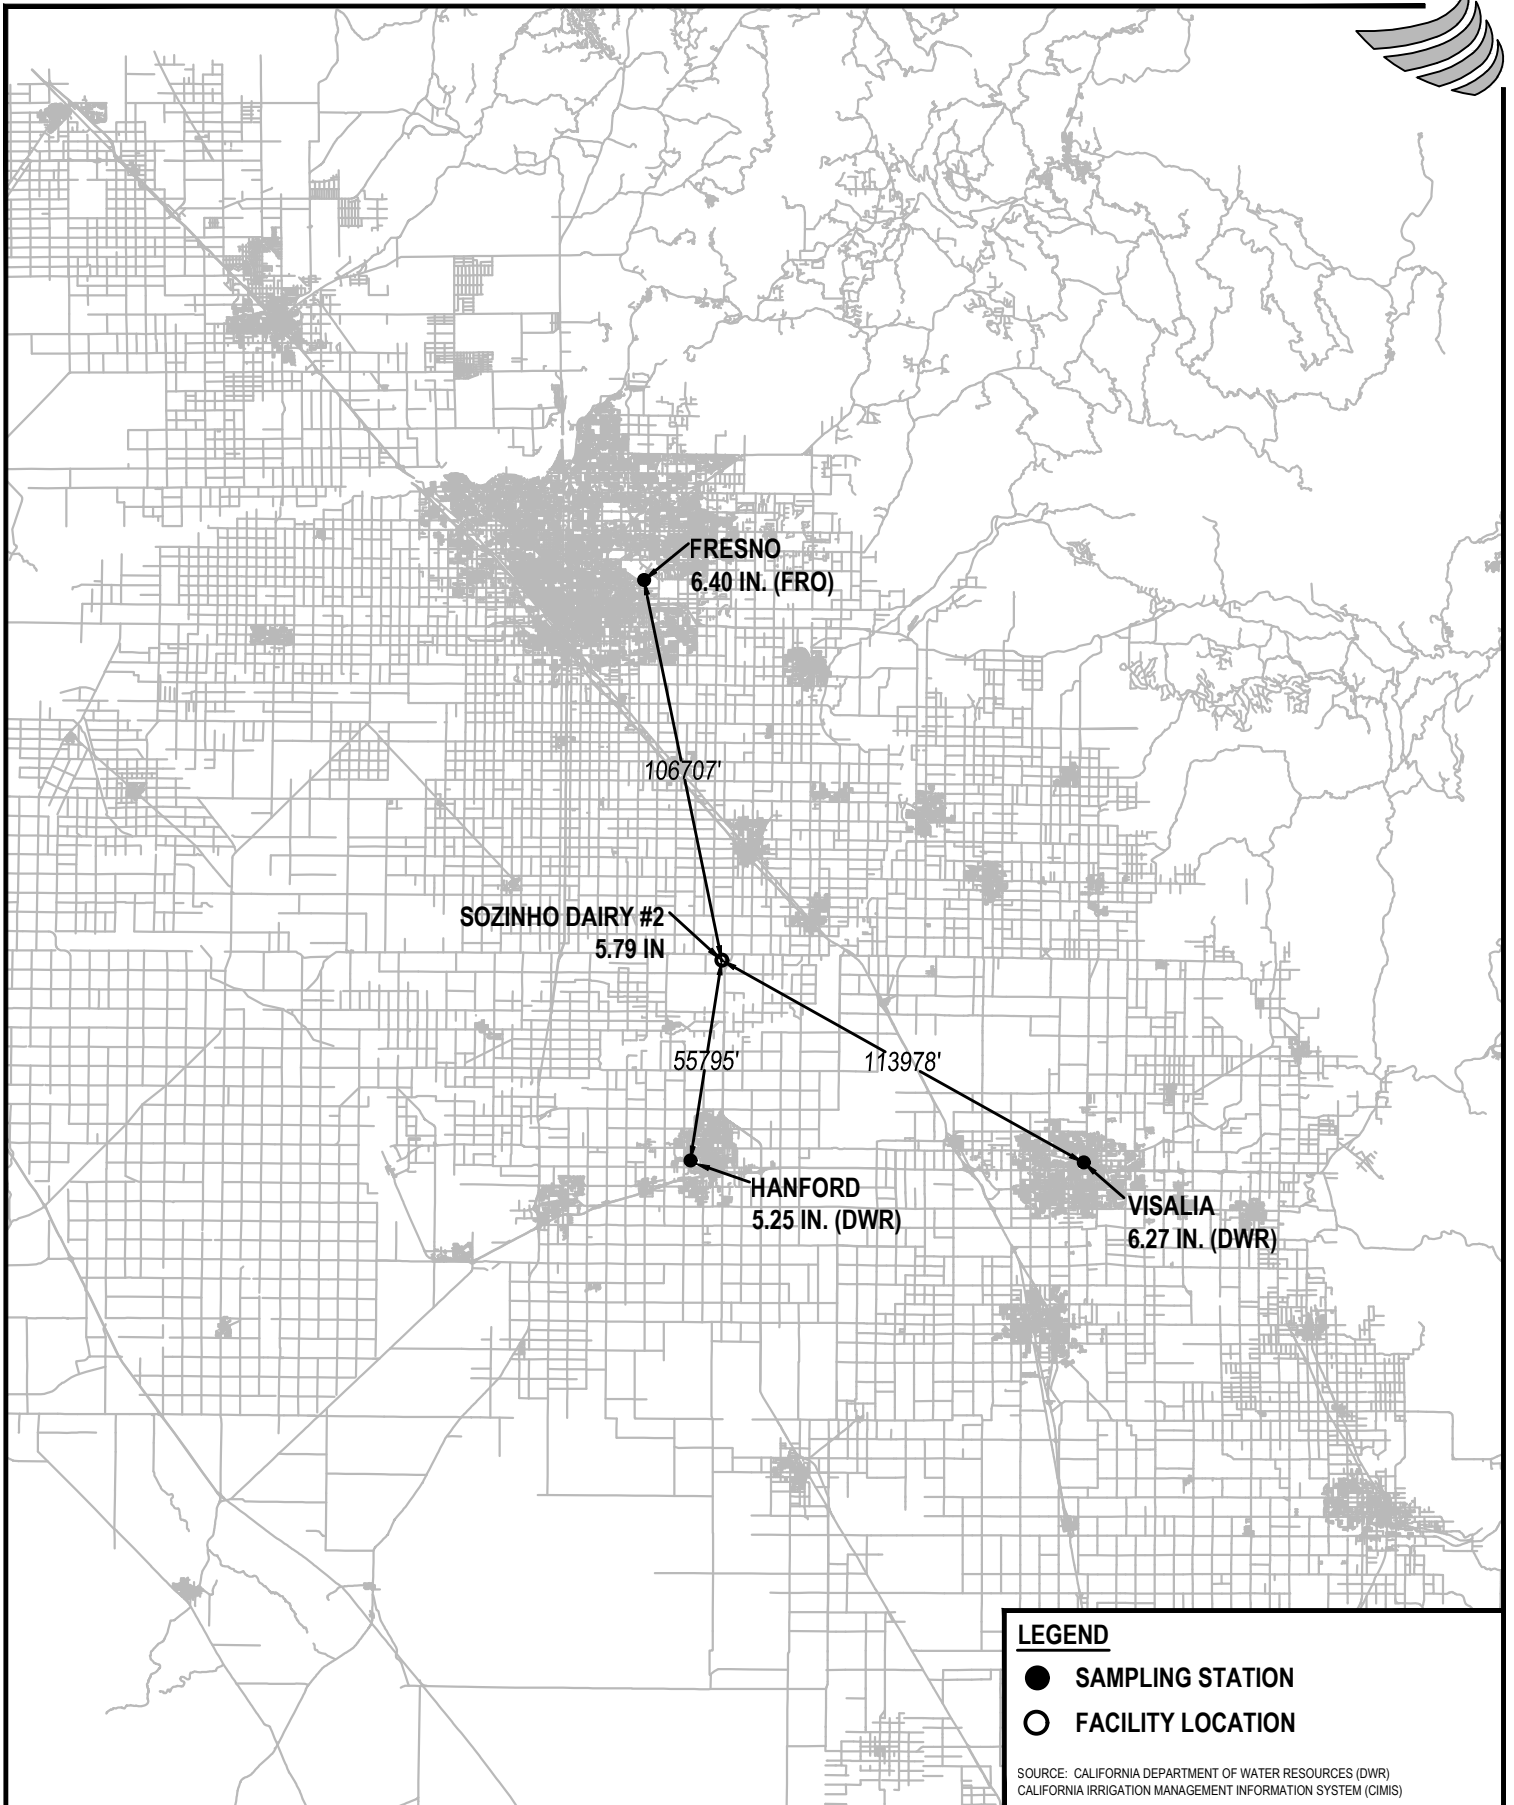 FRESNO
6.40 IN. (FRO)
106707'
SOZINHO DAIRY #2
5.79 IN
55795'
113978'
HANFORD
5.25 IN. (DWR)
VISALIA
6.27 IN. (DWR)
LEGEND
SAMPLING STATION
FACILITY LOCATION
SOURCE: CALIFORNIA DEPARTMENT OF WATER RESOURCES (DWR)
CALIFORNIA IRRIGATION MANAGEMENT INFORMATION SYSTEM (CIMIS)